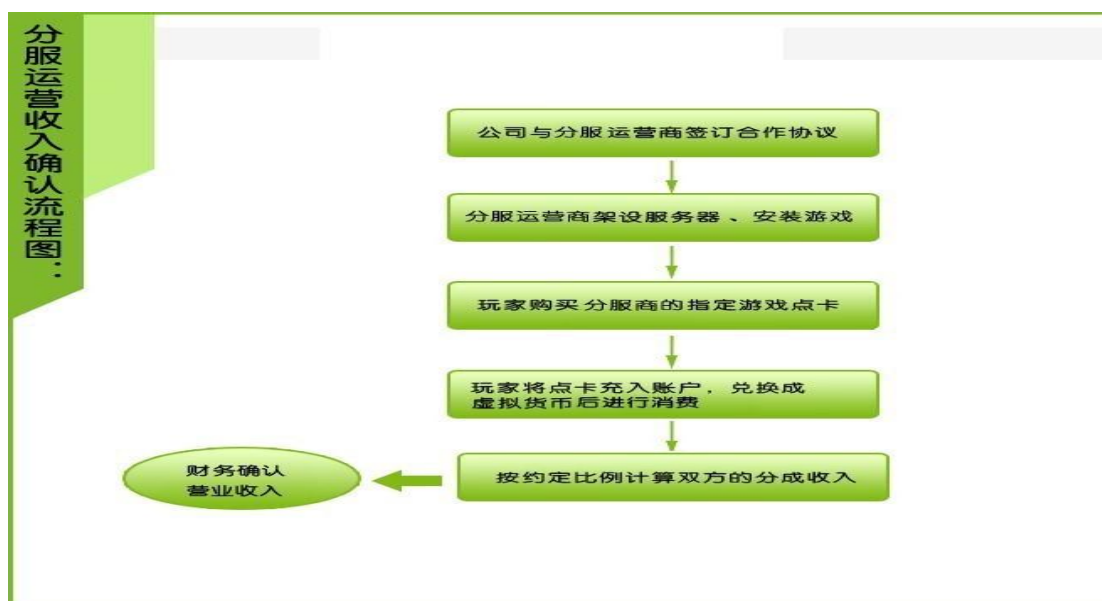 分服运营收入确认流程图：
公司与分服运营商签订合作协议
分服运营商架设服务器、安装游戏
玩家购买分服商的指定游戏点卡
玩家将点卡充入账户，兑换成
虚拟货币后进行消费
按约定比例计算双方的分成收入
财务确认
营业收入